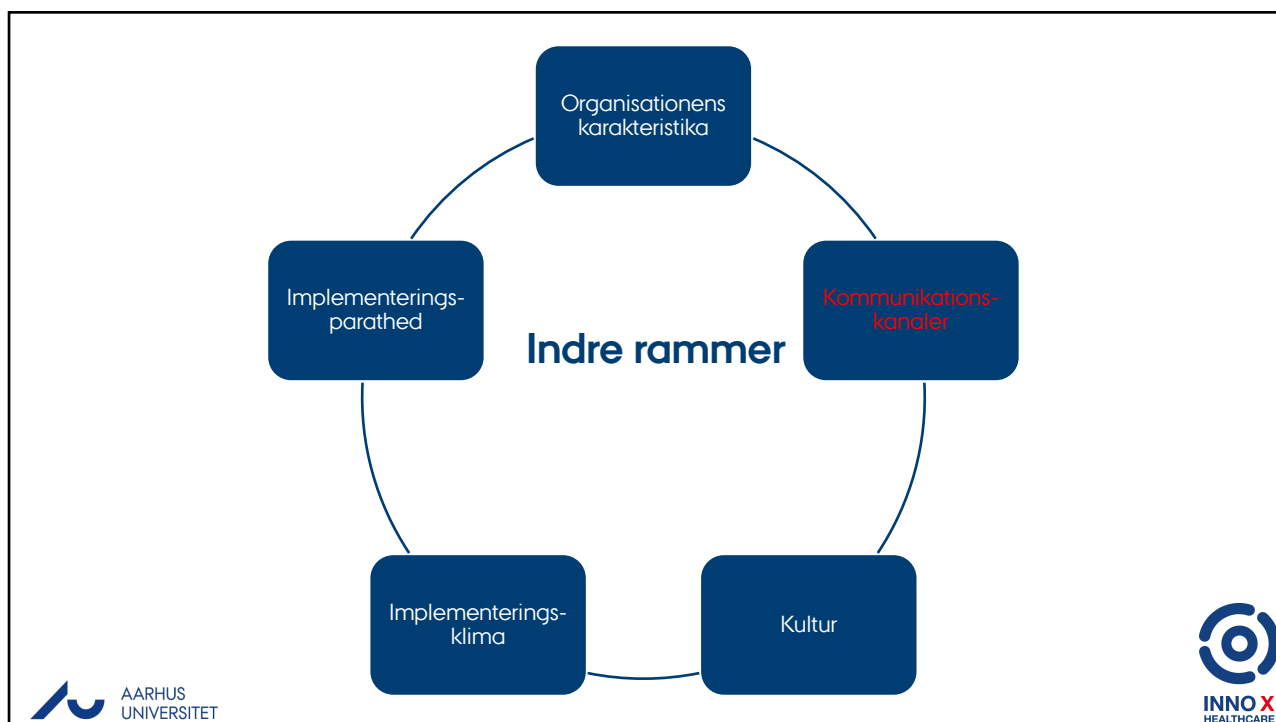 Organisationens
karakteristika
Implementerings-
parathed
Kommunikations-
kanaler
Indre rammer
Implementerings-
klima
Kultur
AARHUS
UNIVERSITET
INNO X
HEALTHCARE